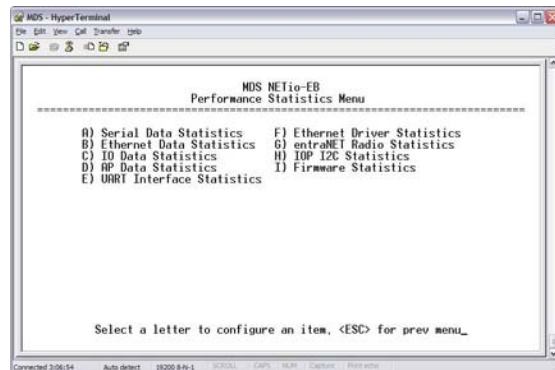 MDS - HyperTerminal
File Edit View Call Transfer Help
MDS NETio-EB
Performance Statistics Menu
A) Serial Data Statistics F) Ethernet Driver Statistics
B) Ethernet Data Statistics G) entraNET Radio Statistics
C) IO Data Statistics H) IOP I2C Statistics
D) AP Data Statistics I) Firmware Statistics
E) UART Interface Statistics
Select a letter to configure an item, <ESC> for prev menu_
Connected 3:06:54 Auto detect 19200 8-N-1 SCROLL CAPS NUM Capture Print echo